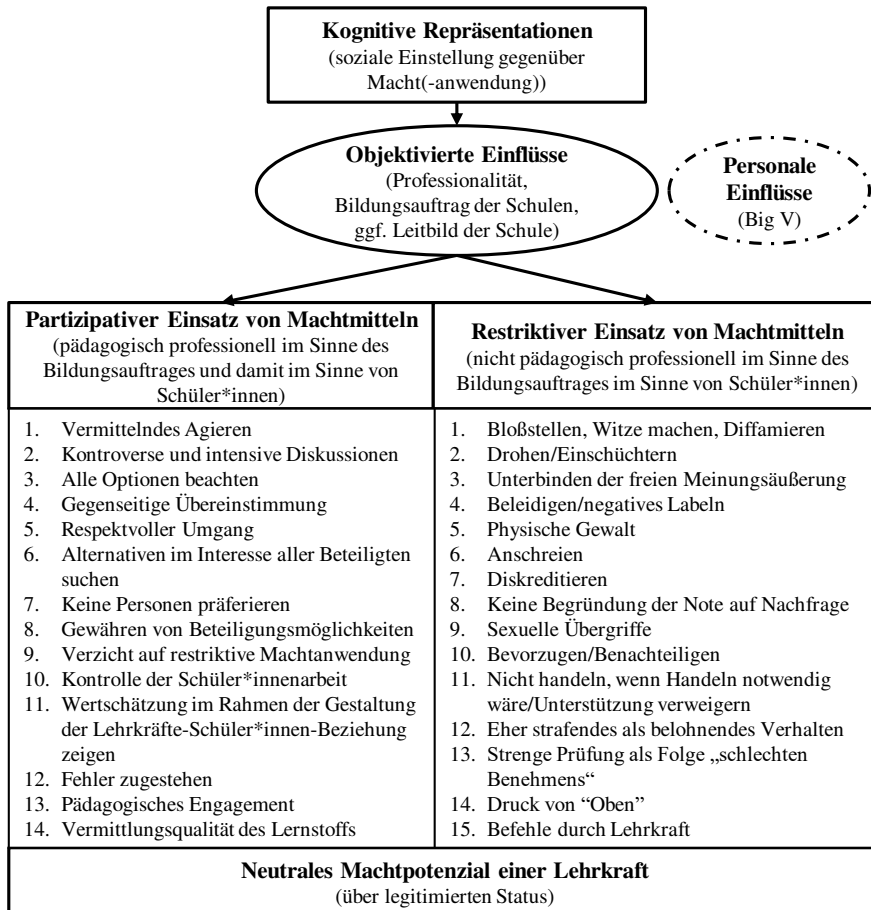 Kognitive Repräsentationen
(soziale Einstellung gegenüber
Macht(-anwendung))
Objektivierte Einflüsse
(Professionalität,
Bildungsauftrag der Schulen,
ggf. Leitbild der Schule)
Personale
Einflüsse
(Big V)
Partizipativer Einsatz von Machtmitteln
(pädagogisch professionell im Sinne des
Bildungsauftrages und damit im Sinne von
Schüler*innen)
Restriktiver Einsatz von Machtmitteln
(nicht pädagogisch professionell im Sinne des
Bildungsauftrages im Sinne von Schüler*innen)
1. Vermittelndes Agieren
2. Kontroverse und intensive Diskussionen
3. Alle Optionen beachten
4. Gegenseitige Übereinstimmung
5. Respektvoller Umgang
6. Alternativen im Interesse aller Beteiligten
suchen
7. Keine Personen präferieren
8. Gewähren von Beteiligungsmöglichkeiten
9. Verzicht auf restriktive Machtanwendung
10. Kontrolle der Schüler*innenarbeit
11. Wertschätzung im Rahmen der Gestaltung
der Lehrkräfte-Schüler*innen-Beziehung
zeigen
12. Fehler zugestehen
13. Pädagogisches Engagement
14. Vermittlungsqualität des Lernstoffs
1. Bloßstellen, Witze machen, Diffamieren
2. Drohen/Einschüchtern
3. Unterbinden der freien Meinungsäußerung
4. Beleidigen/negatives Labeln
5. Physische Gewalt
6. Anschreien
7. Diskreditieren
8. Keine Begründung der Note auf Nachfrage
9. Sexuelle Übergriffe
10. Bevorzugen/Benachteiligen
11. Nicht handeln, wenn Handeln notwendig
wäre/Unterstützung verweigern
12. Eher strafendes als belohnendes Verhalten
13. Strenge Prüfung als Folge „schlechten
Benehmens“
14. Druck von “Oben”
15. Befehle durch Lehrkraft
Neutrales Machtpotenzial einer Lehrkraft
(über legitimierten Status)